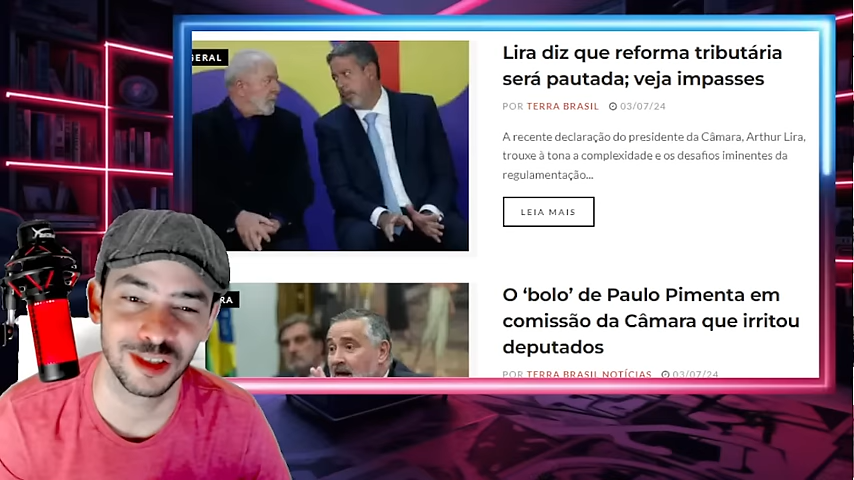 GERAL
Lira diz que reforma tributária
será pautada; veja impasses
POR TERRA BRASIL 03/07/24
A recente declaração do presidente da Câmara, Arthur Lira,
trouxe à tona a complexidade e os desafios iminentes da
regulamentação...
LEIA MAIS
RA
O ‘bolo’ de Paulo Pimenta em
comissão da Câmara que irritou
deputados
POR TERRA BRASIL NOTÍCIAS 03/07/24